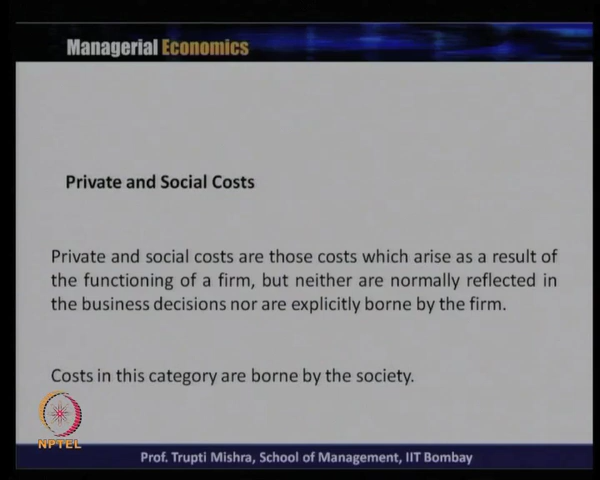 Managerial Economics
Private and Social Costs
Private and social costs are those costs which arise as a result of
the functioning of a firm, but neither are normally reflected in
the business decisions nor are explicitly borne by the firm.
Costs in this category are borne by the society.
NPTEL
Prof. Trupti Mishra, School of Management, IIT Bombay